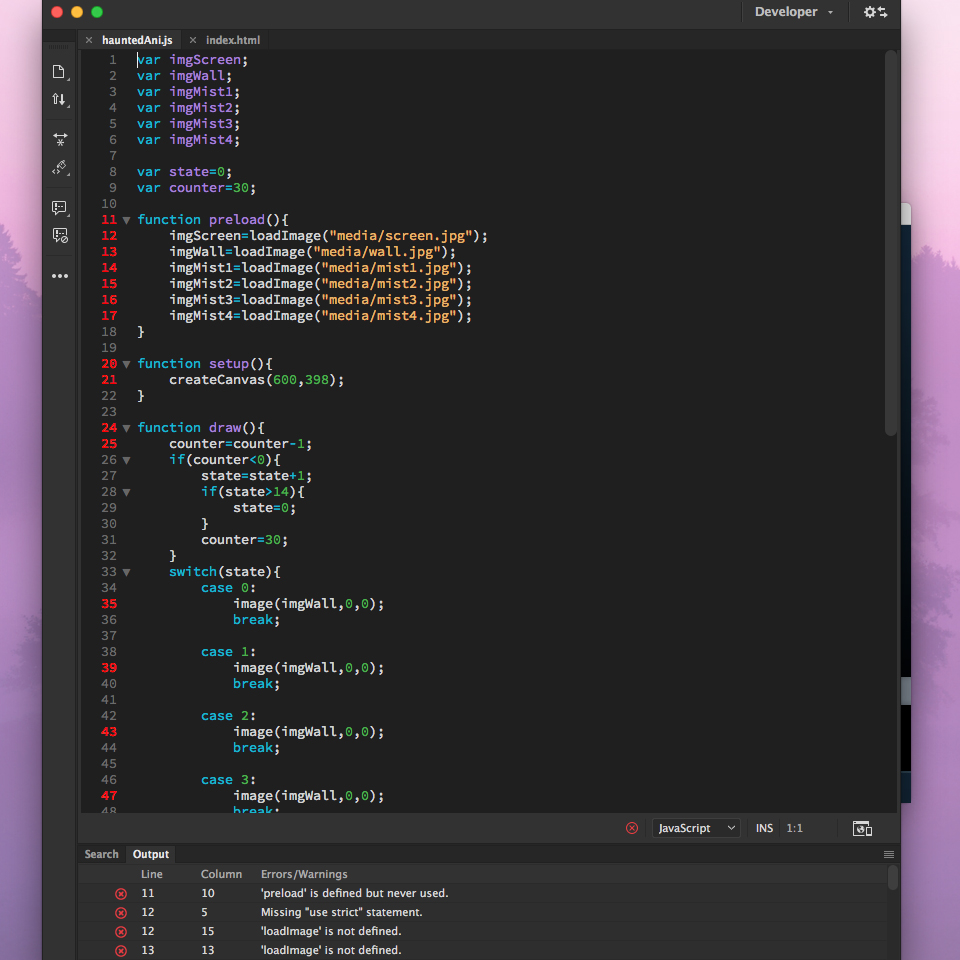 Developer
hauntedAni.js index.html
1 var imgScreen;
2 var imgWall;
3 var imgMist1;
4 var imgMist2;
5 var imgMist3;
6 var imgMist4;
7
8 var state=0;
9 var counter=30;
10
11 function preload(){
12 imgScreen=loadImage("media/screen.jpg");
13 imgWall=loadImage("media/wall.jpg");
14 imgMist1=loadImage("media/mist1.jpg");
15 imgMist2=loadImage("media/mist2.jpg");
16 imgMist3=loadImage("media/mist3.jpg");
17 imgMist4=loadImage("media/mist4.jpg");
18 }
19
20 function setup(){
21 createCanvas(600,398);
22 }
23
24 function draw(){
25 counter=counter-1;
26 if(counter<0){
27 state=state+1;
28 if(state>14){
29 state=0;
30 }
31 counter=30;
32 }
33 switch(state){
34 case 0:
35 image(imgWall,0,0);
36 break;
37
38 case 1:
39 image(imgWall,0,0);
40 break;
41
42 case 2:
43 image(imgWall,0,0);
44 break;
45
46 case 3:
47 image(imgWall,0,0);
48 break;
JavaScript INS 1:1
Search Output
Line Column Errors/Warnings
11 10 'preload' is defined but never used.
12 5 Missing "use strict" statement.
12 15 'loadImage' is not defined.
13 13 'loadImage' is not defined.